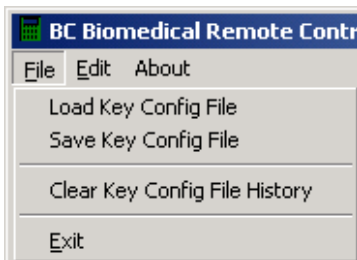 BC Biomedical Remote Contr
File Edit About
Load Key Config File
Save Key Config File
Clear Key Config File History
Exit